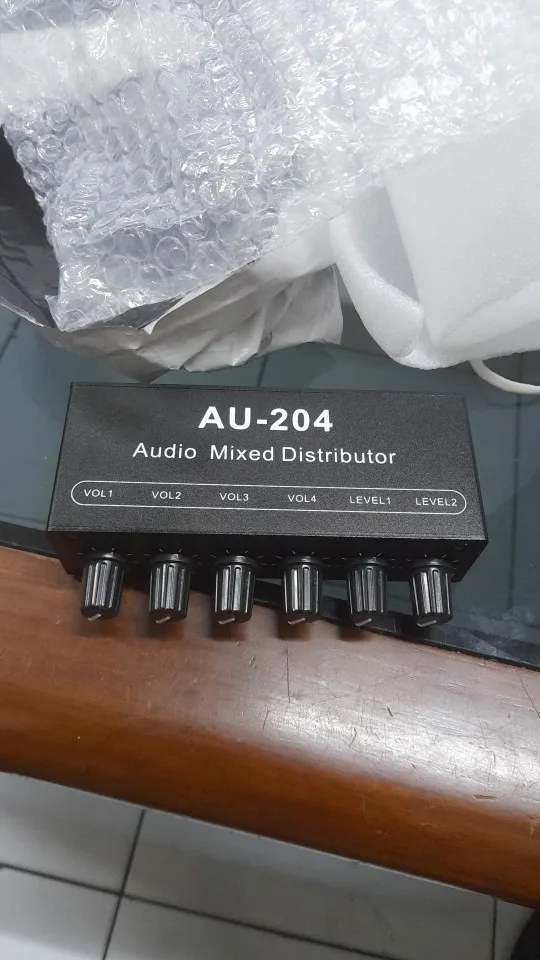 AU-204
Audio Mixed Distributor
VOL1 VOL2 VOL3 VOL4 LEVEL1 LEVEL2